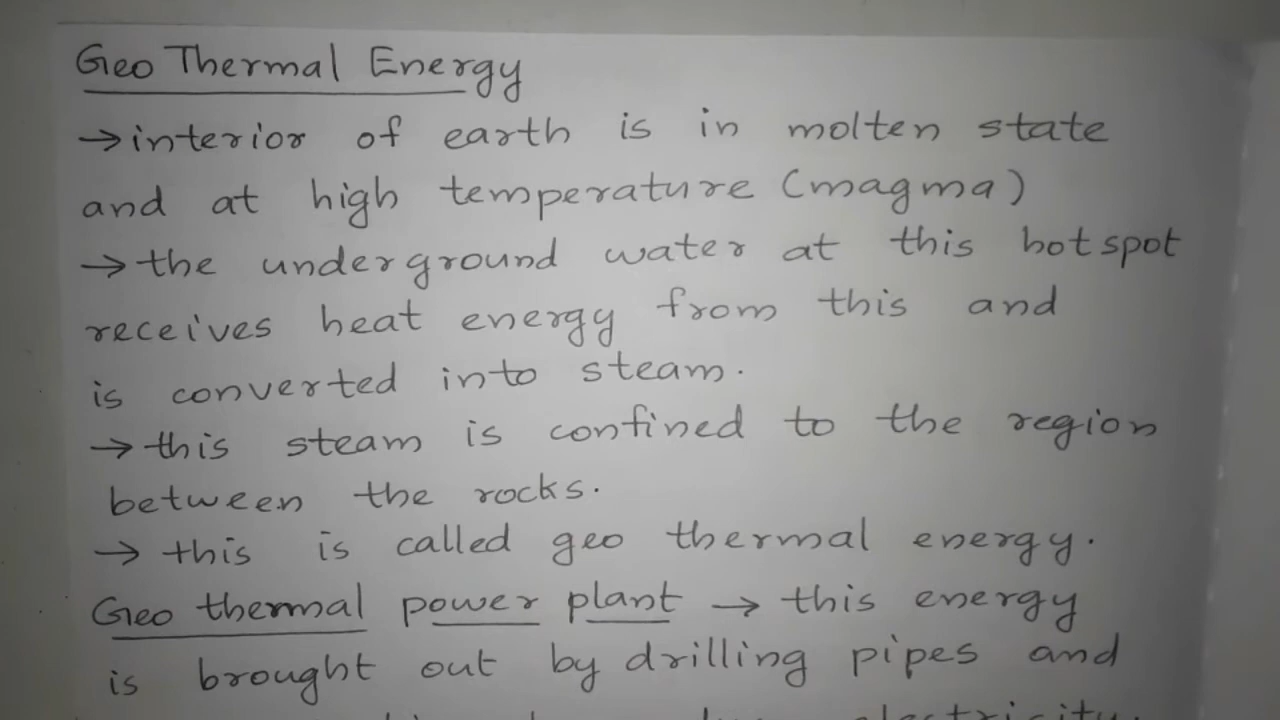 Geo Thermal Energy
→ interior of earth is in molten state
and at high temperature (magma)
→ the underground water at this hotspot
receives heat energy from this and
is converted into steam.
→ this steam is confined to the region
between the rocks.
→ this is called geo thermal energy.
Geo thermal power plant → this energy
is brought out by drilling pipes and
electricity.